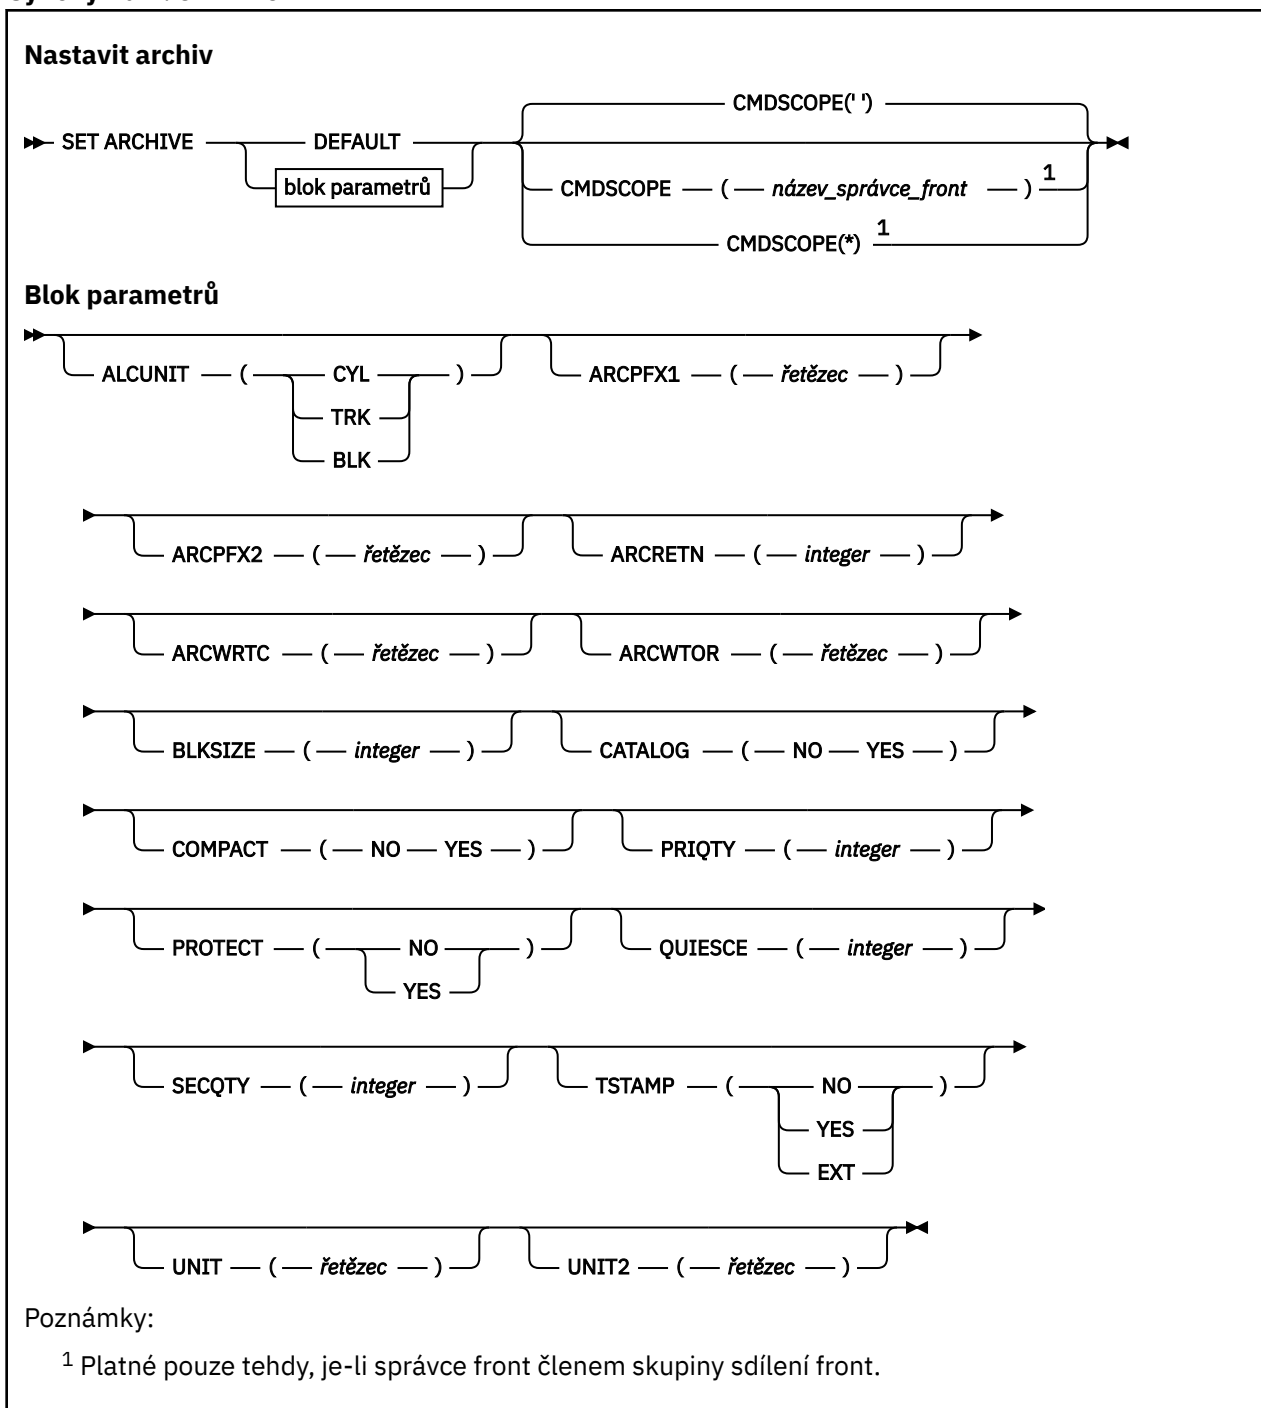 Nastavit archiv
CMDSCOPE(' ')
SET ARCHIVE DEFAULT
blok parametrů
CMDSCOPE ( název_správce_front ) 1
CMDSCOPE(*) 1
Blok parametrů
ALCUNIT ( CYL ) ARCPFX1 ( řetězec )
TRK
BLK
ARCPFX2 ( řetězec ) ARCRETN ( integer )
ARCWRTC ( řetězec ) ARCWTOR ( řetězec )
BLKSIZE ( integer ) CATALOG ( NO YES )
COMPACT ( NO YES ) PRIQTY ( integer )
PROTECT ( NO ) QUIESCE ( integer )
YES
SECQTY ( integer ) TSTAMP ( NO )
YES
EXT
UNIT ( řetězec ) UNIT2 ( řetězec )
Poznámky:
1 Platné pouze tehdy, je-li správce front členem skupiny sdílení front.